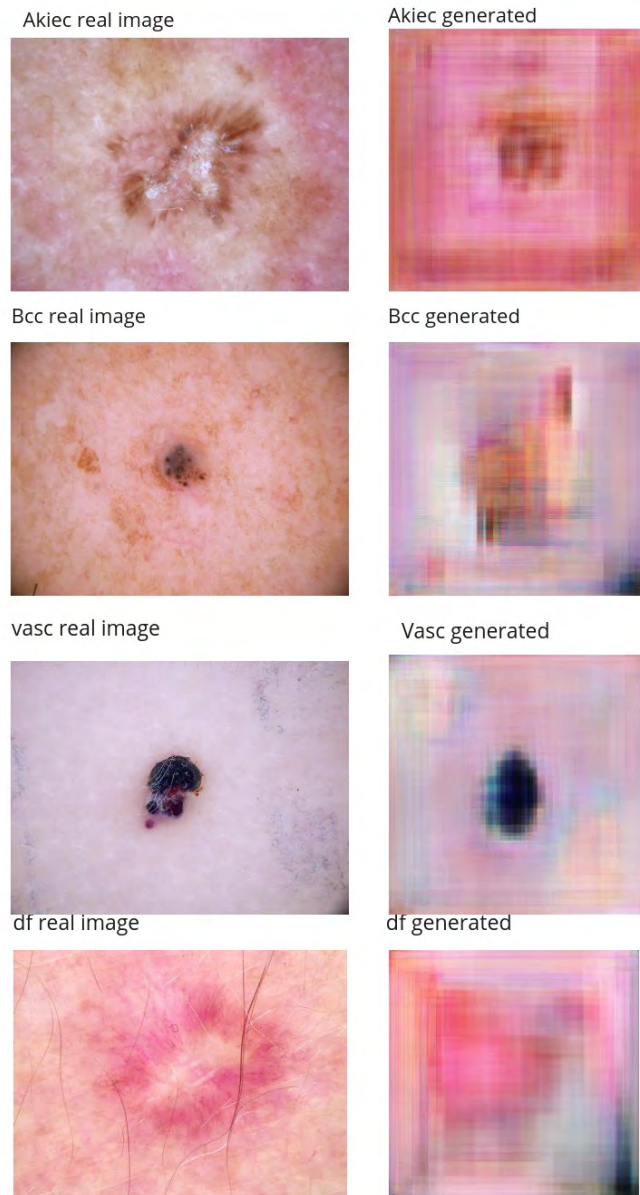 Akiec real image
Akiec generated
Bcc real image
Bcc generated
vasc real image
Vasc generated
df real image
df generated